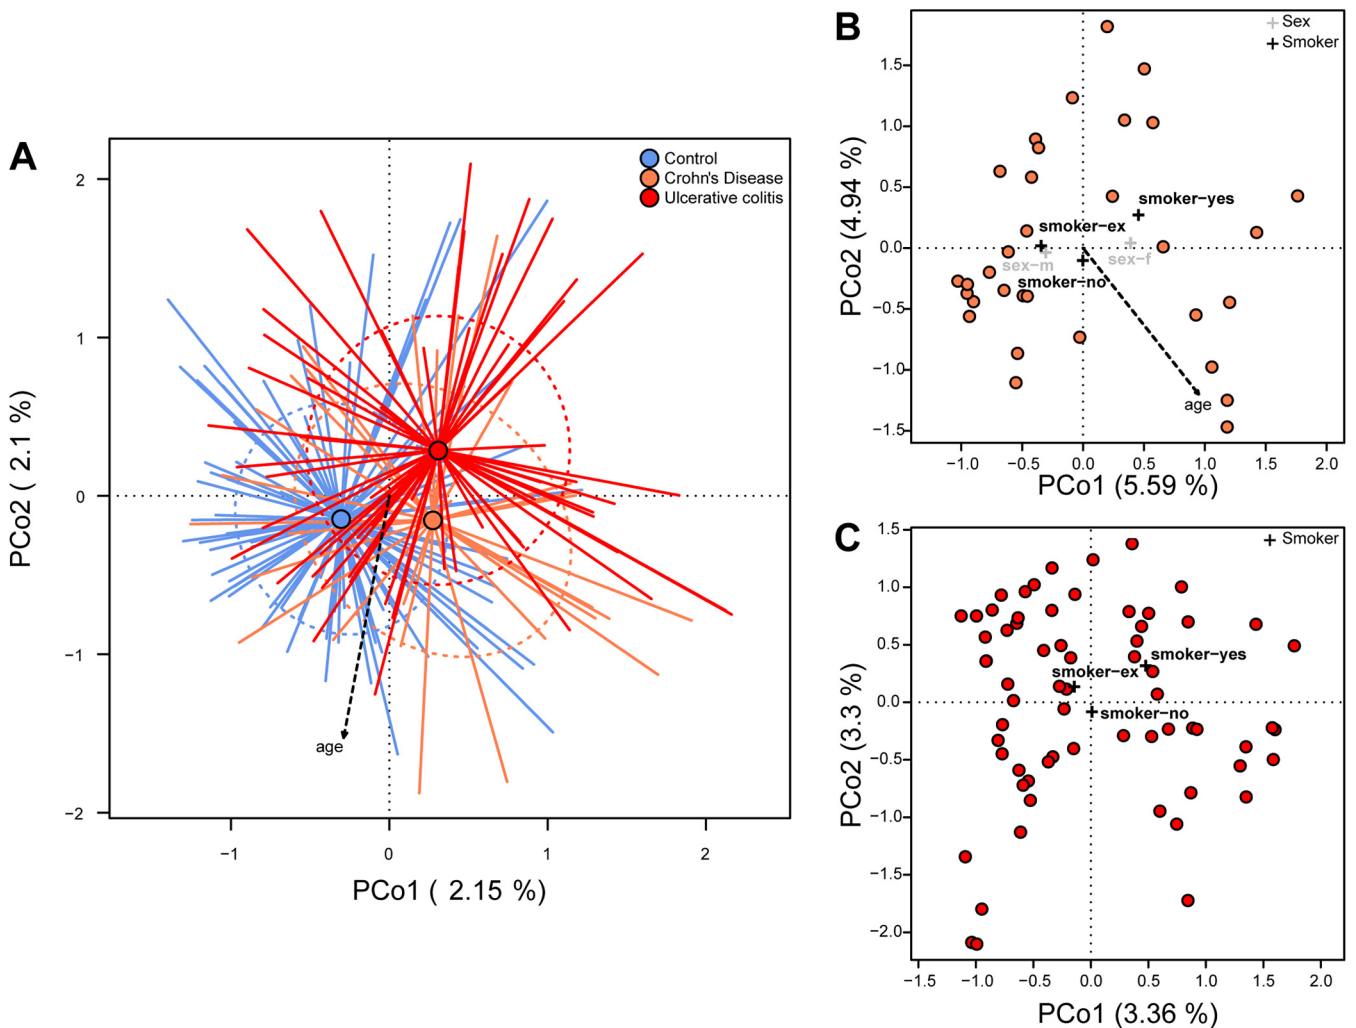 A
Control
Crohn's Disease
Ulcerative colitis
2
1
0
−1
−2
PCo2 ( 2.1 %)
age
−1
0
1
2
PCo1 ( 2.15 %)
B
Sex
Smoker
1.5
1.0
0.5
0.0
−0.5
−1.0
−1.5
PCo2 (4.94 %)
smoker−yes
smoker−ex
sex−m
sex−f
smoker−no
age
−1.0
−0.5
0.0
0.5
1.0
1.5
2.0
PCo1 (5.59 %)
C
Smoker
1.5
1.0
0.5
0.0
−0.5
−1.0
−1.5
−2.0
PCo2 (3.3 %)
smoker−yes
smoker−ex
smoker−no
−1.5
−1.0
−0.5
0.0
0.5
1.0
1.5
2.0
PCo1 (3.36 %)